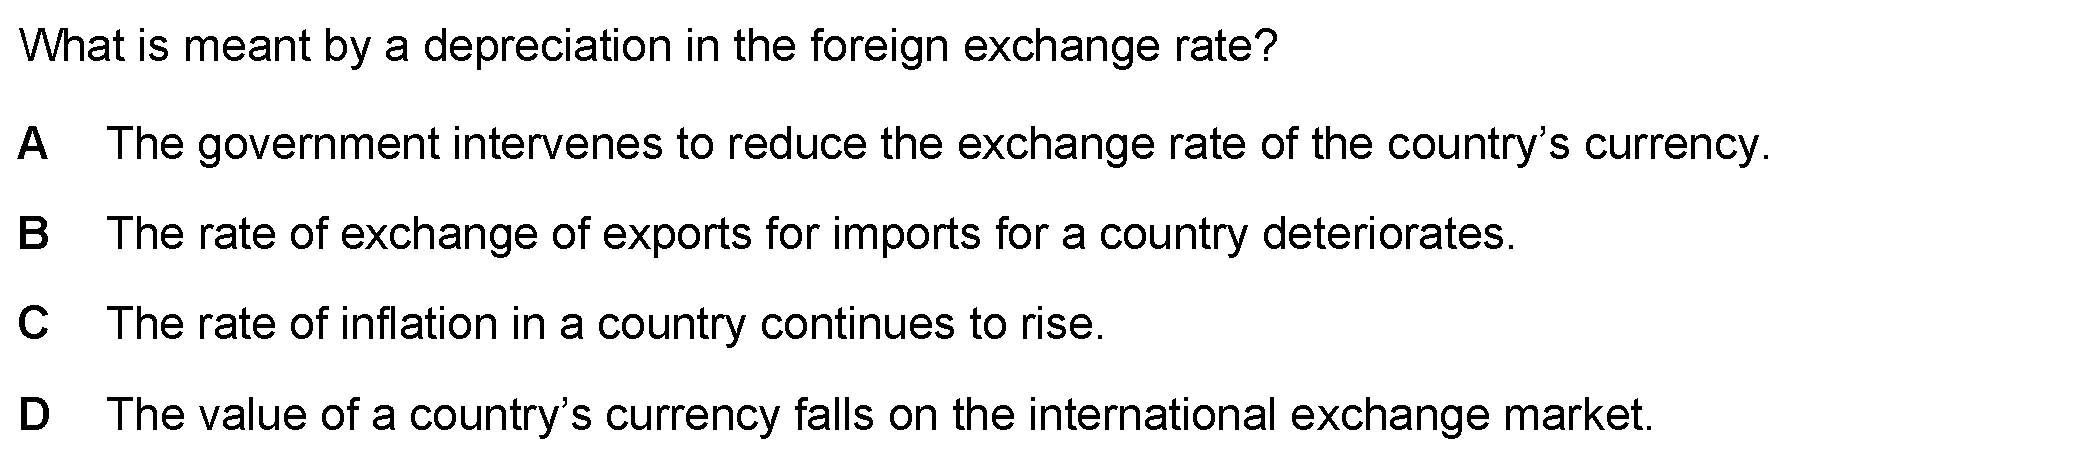 What is meant by a depreciation in the foreign exchange rate?
A The government intervenes to reduce the exchange rate of the country’s currency.
B The rate of exchange of exports for imports for a country deteriorates.
C The rate of inflation in a country continues to rise.
D The value of a country’s currency falls on the international exchange market.